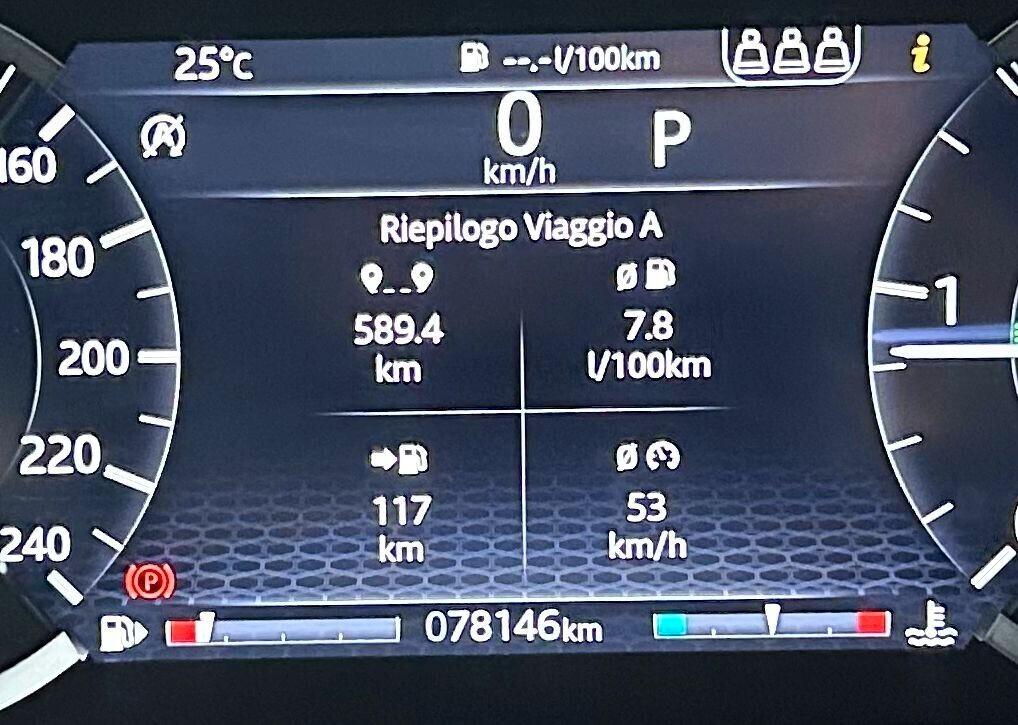 25°C --.-l/100km i
0 P
km/h
160
180
200
220
240
Riepilogo Viaggio A
589.4 7.8
km l/100km
1
117 53
km km/h
(P)
078146km